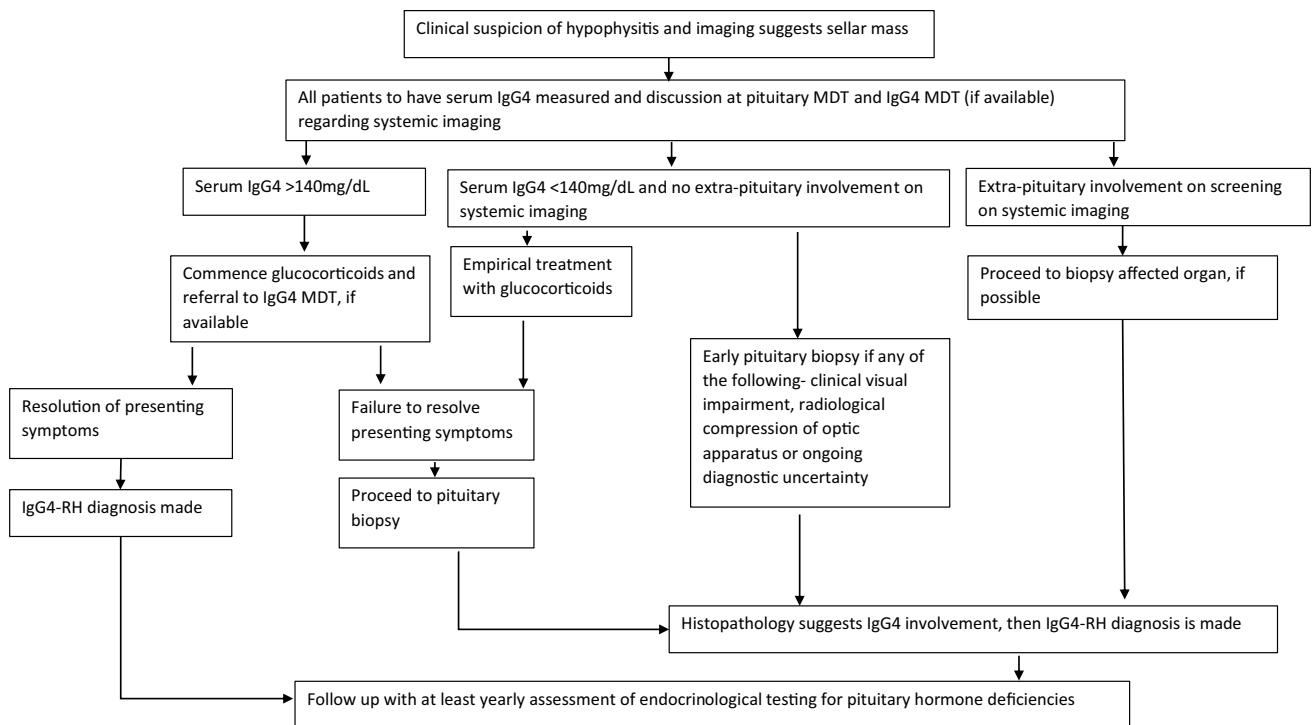 Clinical suspicion of hypophysitis and imaging suggests sellar mass
All patients to have serum IgG4 measured and discussion at pituitary MDT and IgG4 MDT (if available)
regarding systemic imaging
Serum IgG4 >140mg/dL
Serum IgG4 <140mg/dL and no extra-pituitary involvement on
systemic imaging
Extra-pituitary involvement on screening
on systemic imaging
Commence glucocorticoids and
referral to IgG4 MDT, if
available
Empirical treatment
with glucocorticoids
Proceed to biopsy affected organ, if
possible
Early pituitary biopsy if any of
the following- clinical visual
impairment, radiological
compression of optic
apparatus or ongoing
diagnostic uncertainty
Resolution of presenting
symptoms
Failure to resolve
presenting symptoms
IgG4-RH diagnosis made
Proceed to pituitary
biopsy
Histopathology suggests IgG4 involvement, then IgG4-RH diagnosis is made
Follow up with at least yearly assessment of endocrinological testing for pituitary hormone deficiencies